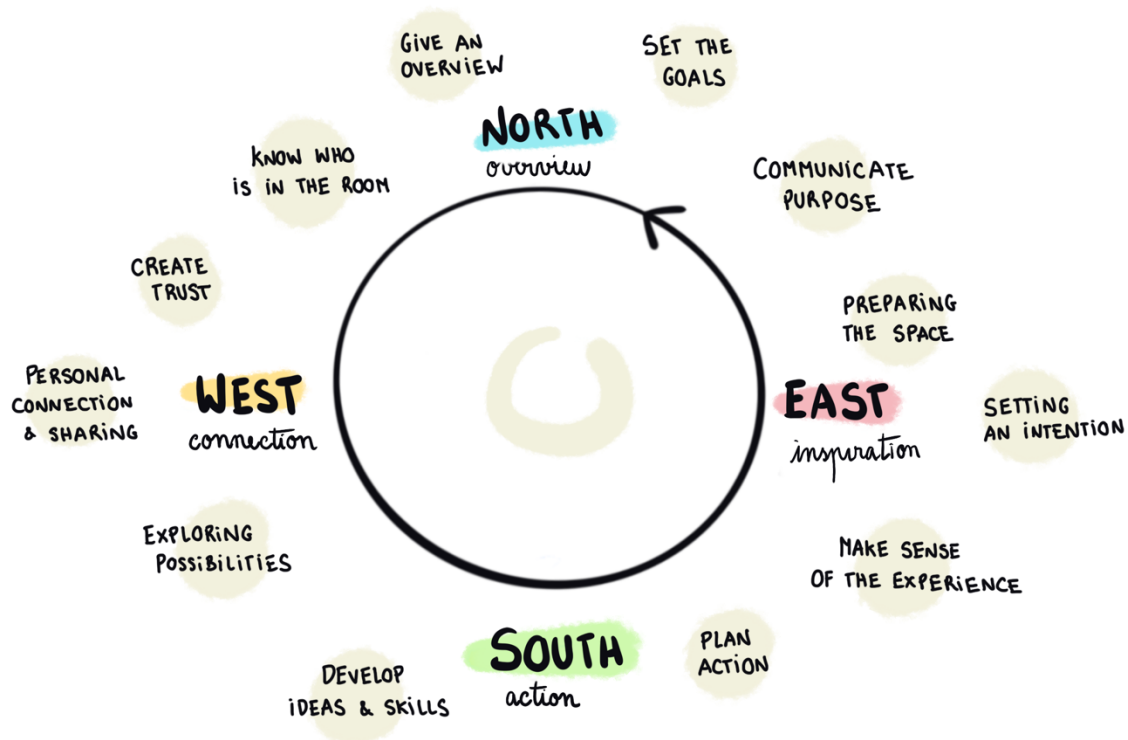 GIVE AN
OVERVIEW
SET THE
GOALS
NORTH
overview
KNOW WHO
IS IN THE ROOM
COMMUNICATE
PURPOSE
CREATE
TRUST
PREPARING
THE SPACE
PERSONAL
CONNECTION
& SHARING
WEST
connection
EAST
inspiration
SETTING
AN INTENTION
EXPLORING
POSSIBILITIES
MAKE SENSE
OF THE EXPERIENCE
SOUTH
action
PLAN
ACTION
DEVELOP
IDEAS & SKILLS